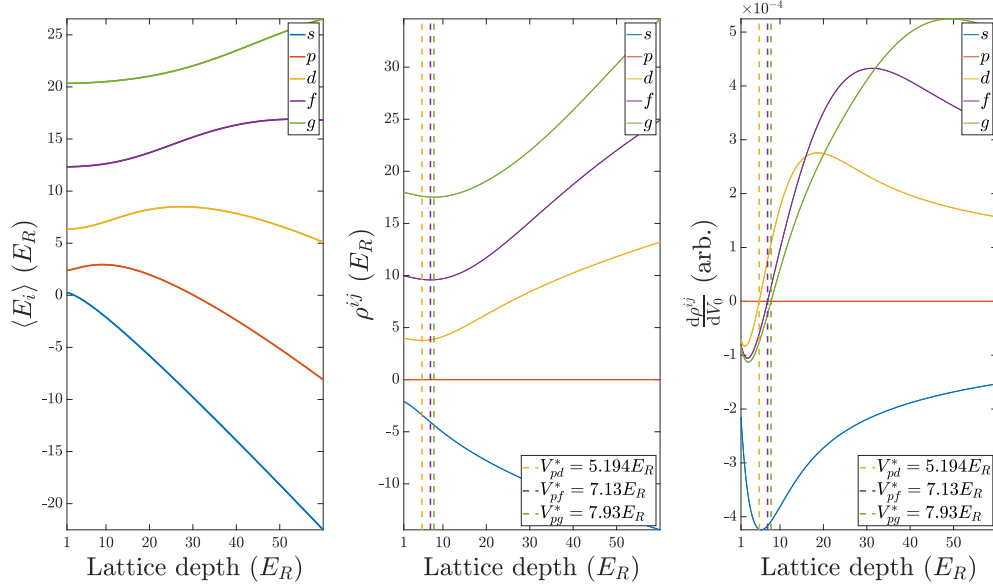 25
20
15
10
5
0
-5
-10
-15
-20
1
10
20
30
40
50
⟨E_i⟩ (E_R)
Lattice depth (E_R)
s
p
d
f
g
30
25
20
15
10
5
0
-5
-10
1
10
20
30
40
50
ρ^{ij} (E_R)
Lattice depth (E_R)
s
p
d
f
g
V*_{pd} = 5.194E_R
V*_{pf} = 7.13E_R
V*_{pg} = 7.93E_R
×10⁻⁴
5
4
3
2
1
0
-1
-2
-3
-4
1
10
20
30
40
50
dρ^{ij}/dV_0 (arb.)
Lattice depth (E_R)
s
p
d
f
g
V*_{pd} = 5.194E_R
V*_{pf} = 7.13E_R
V*_{pg} = 7.93E_R